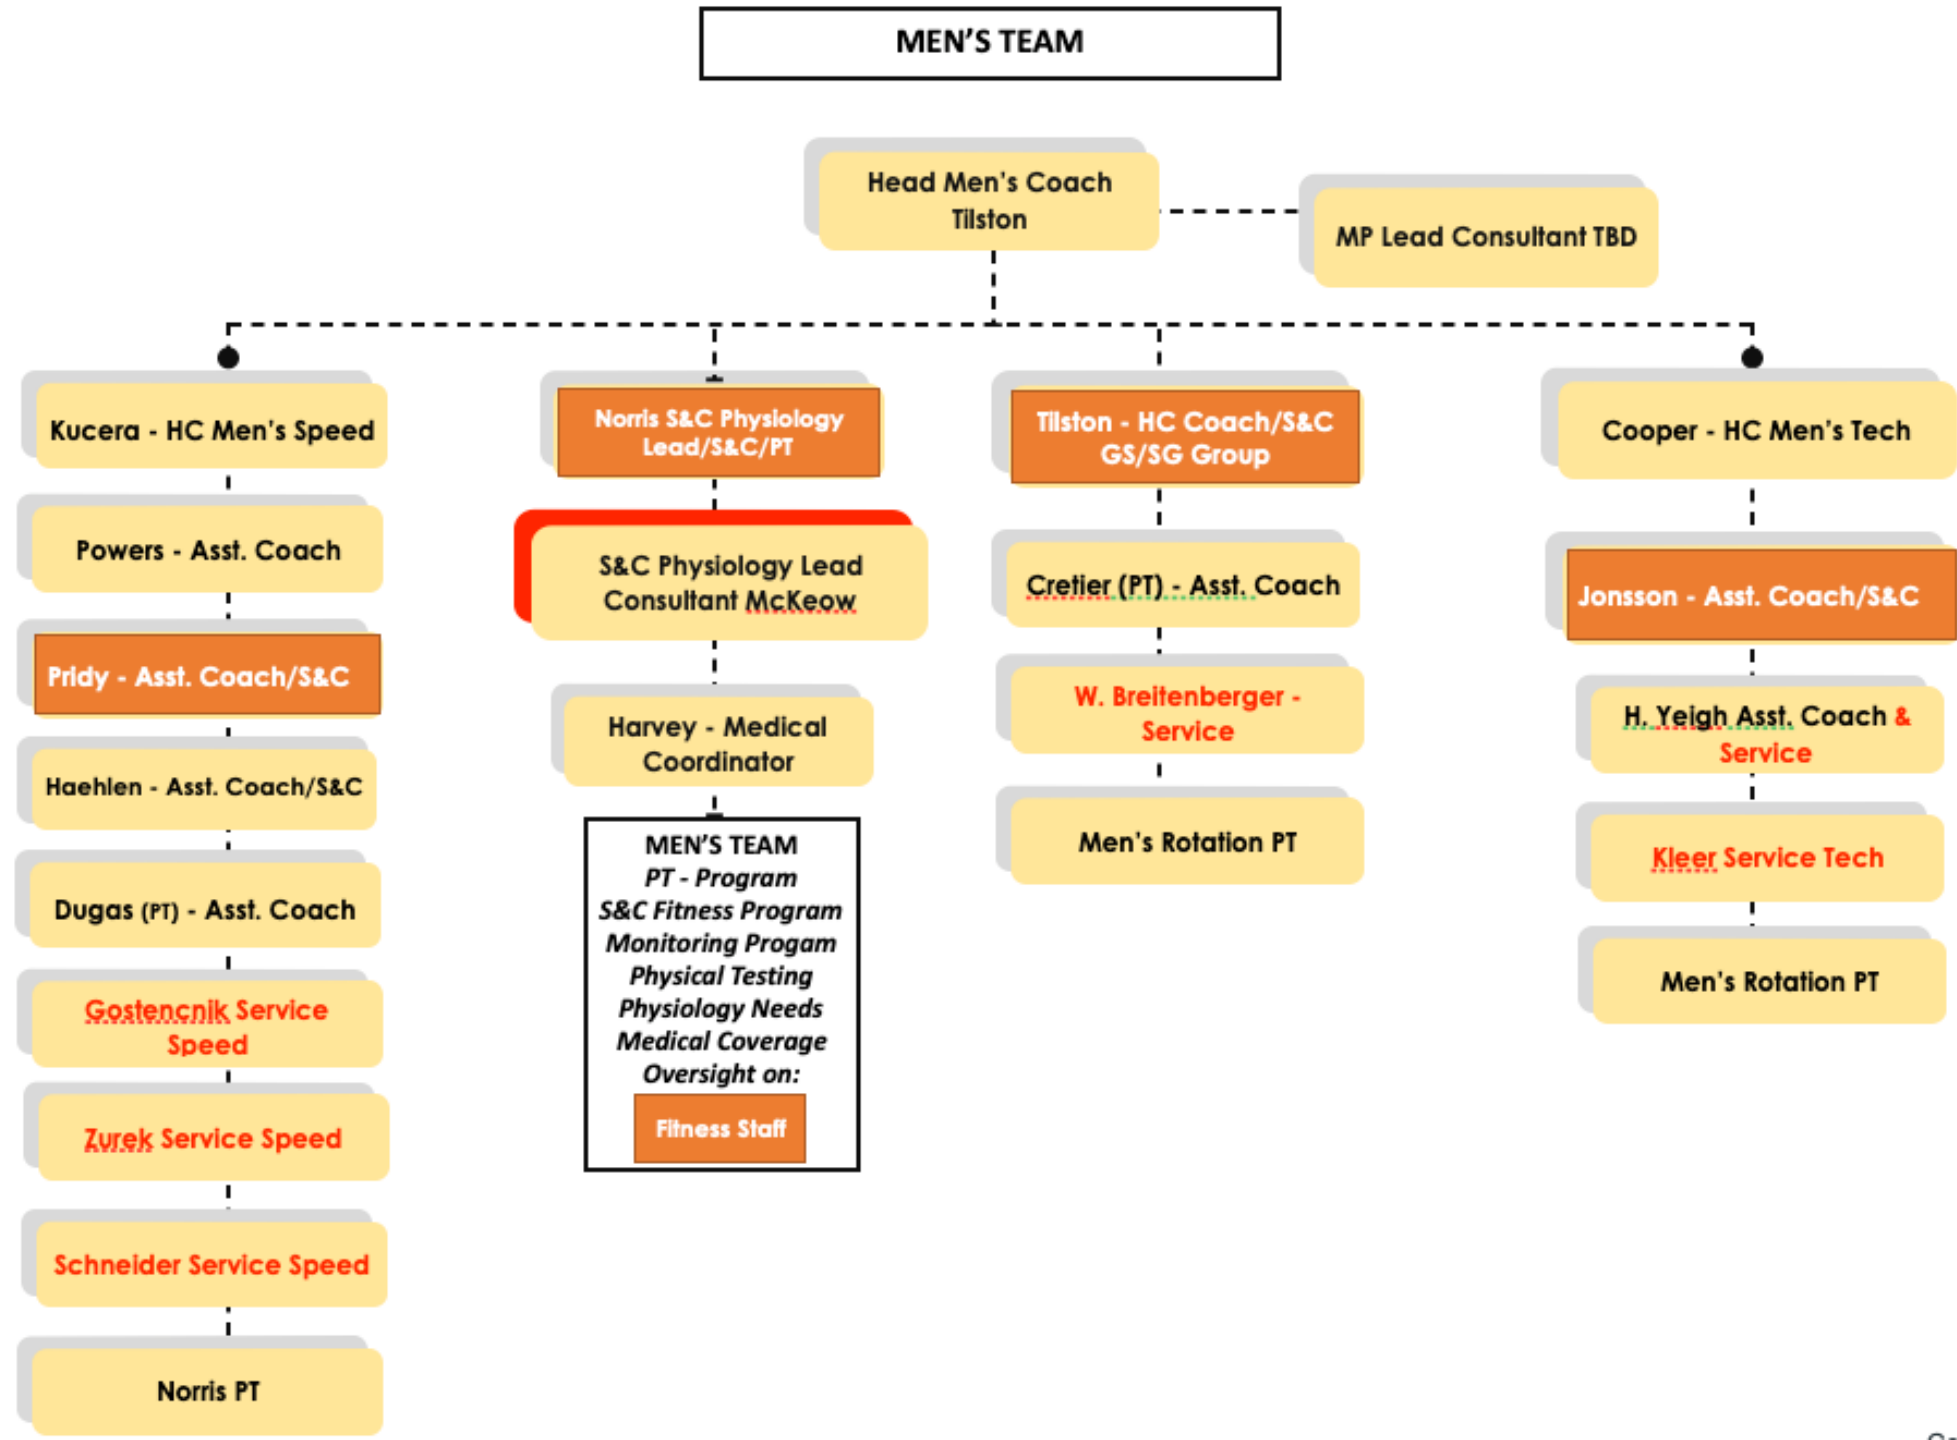 MEN'S TEAM
Head Men's Coach
Tilston
MP Lead Consultant TBD
Kucera - HC Men's Speed
Powers - Asst. Coach
Pridy - Asst. Coach/S&C
Haehlen - Asst. Coach/S&C
Dugas (PT) - Asst. Coach
Gostencnik Service
Speed
Zurek Service Speed
Schneider Service Speed
Norris PT
Norris S&C Physiology
Lead/S&C/PT
S&C Physiology Lead
Consultant McKeow
Harvey - Medical
Coordinator
MEN'S TEAM
PT - Program
S&C Fitness Program
Monitoring Progam
Physical Testing
Physiology Needs
Medical Coverage
Oversight on:
Fitness Staff
Tilston - HC Coach/S&C
GS/SG Group
Cretier (PT) - Asst. Coach
W. Breitenberger -
Service
Men's Rotation PT
Cooper - HC Men's Tech
Jonsson - Asst. Coach/S&C
H. Yeigh Asst. Coach &
Service
Kleer Service Tech
Men's Rotation PT